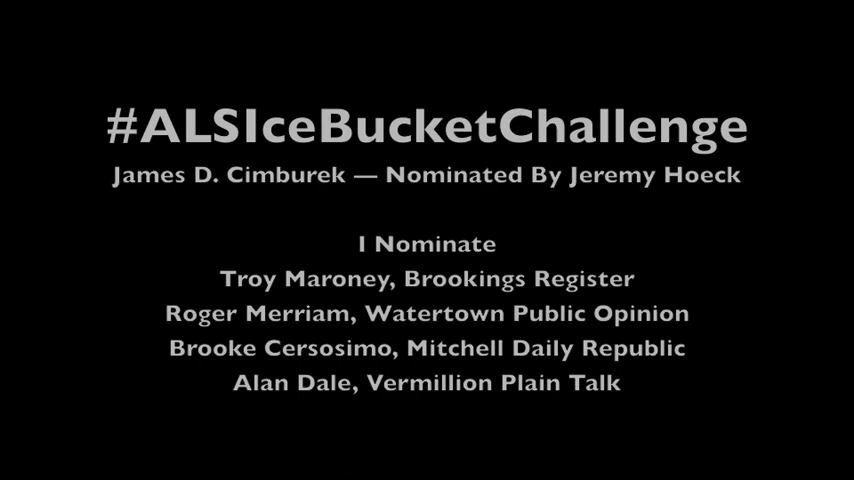 #ALSIceBucketChallenge
James D. Cimburek — Nominated By Jeremy Hoeck
I Nominate
Troy Maroney, Brookings Register
Roger Merriam, Watertown Public Opinion
Brooke Cersosimo, Mitchell Daily Republic
Alan Dale, Vermillion Plain Talk